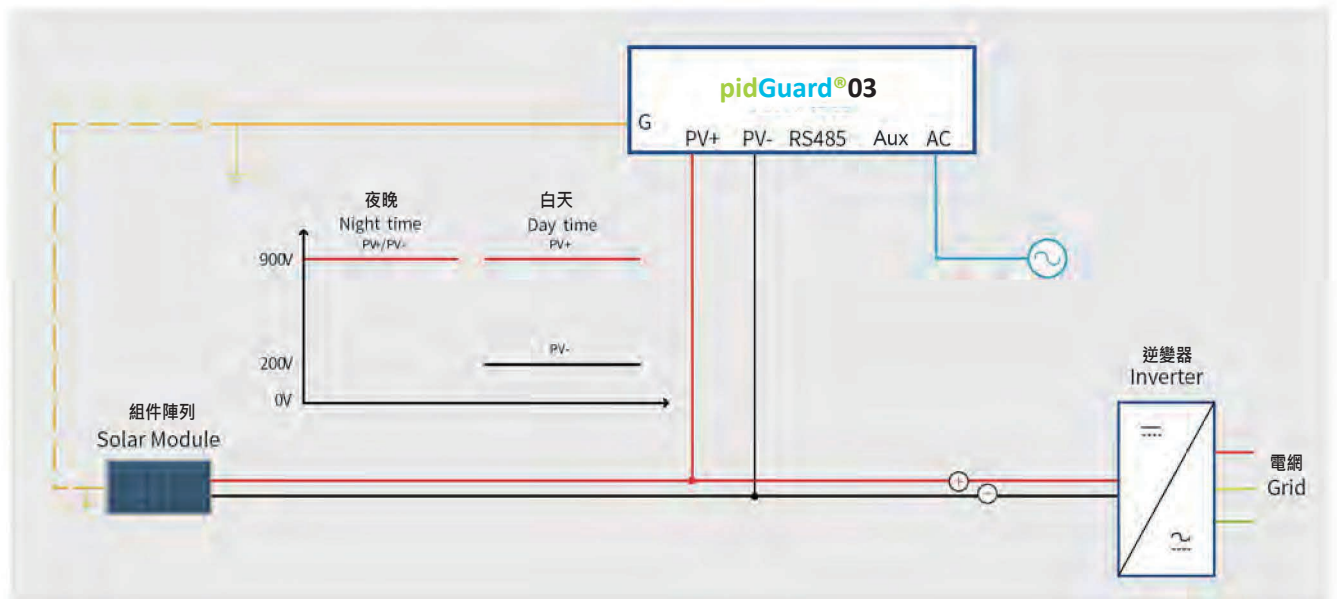 pidGuard®03
G
PV+ PV- RS485 Aux AC
夜晚
Night time
PV+/PV-
白天
Day time
PV+
900V
PV-
200V
0V
組件陣列
Solar Module
逆變器
Inverter
電網
Grid